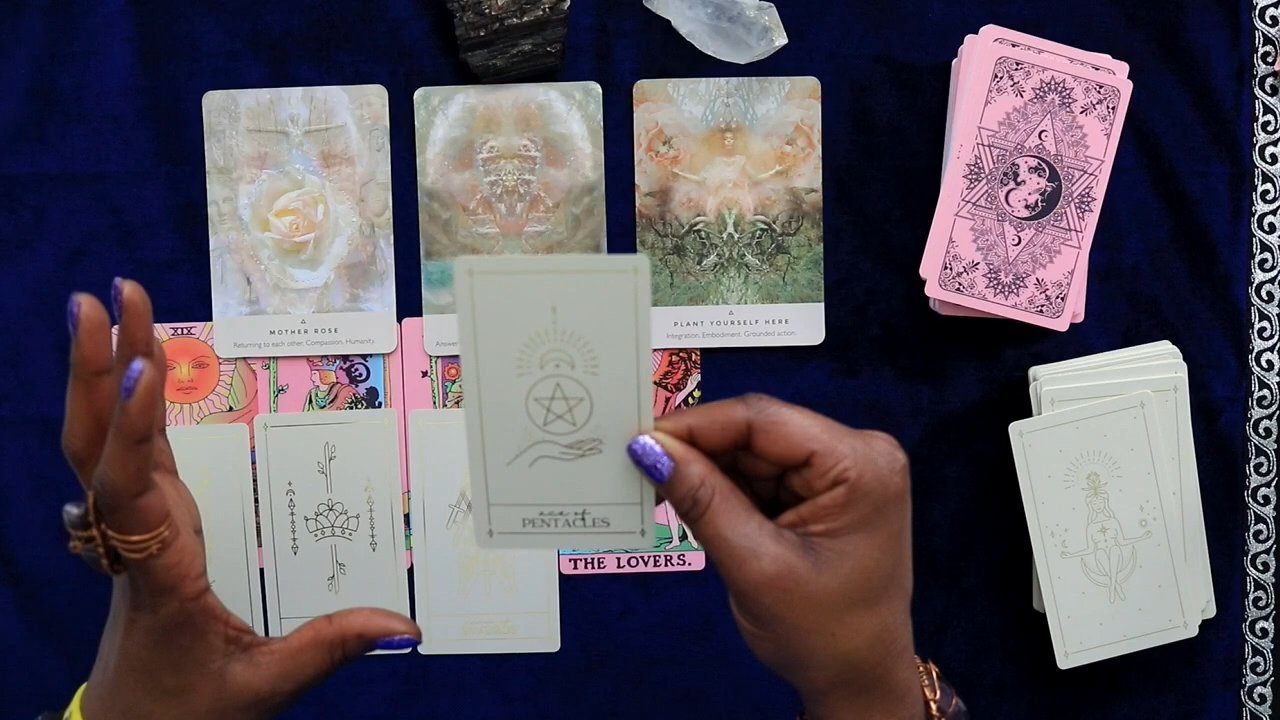 MOTHER ROSE
Returning to each other. Compassion. Humanity.
PLANT YOURSELF HERE
Integration. Embodiment. Grounded action.
Answe
XIX
ace of
PENTACLES
THE LOVERS.